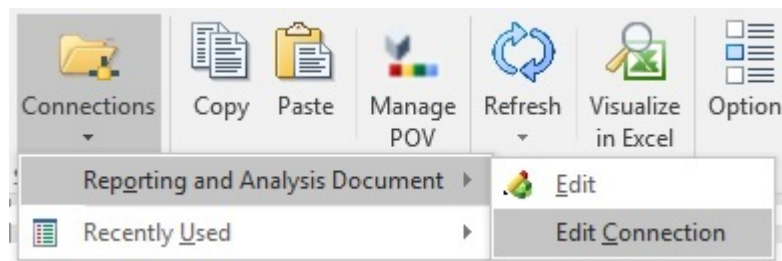 Connections
Copy
Paste
Manage
POV
Refresh
Visualize
in Excel
Option
Reporting and Analysis Document
Edit
Recently Used
Edit Connection